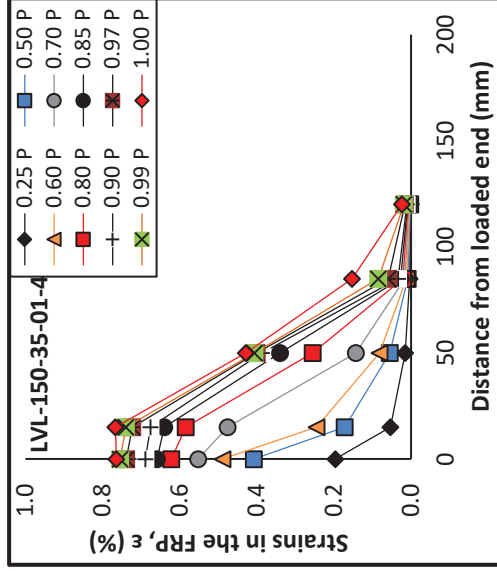 LVL-150-35-01-4
0.25 P
0.50 P
0.60 P
0.70 P
0.80 P
0.85 P
0.90 P
0.97 P
0.99 P
1.00 P
Strains in the FRP, ε (%)
1.0
0.8
0.6
0.4
0.2
0.0
0
50
100
150
200
Distance from loaded end (mm)